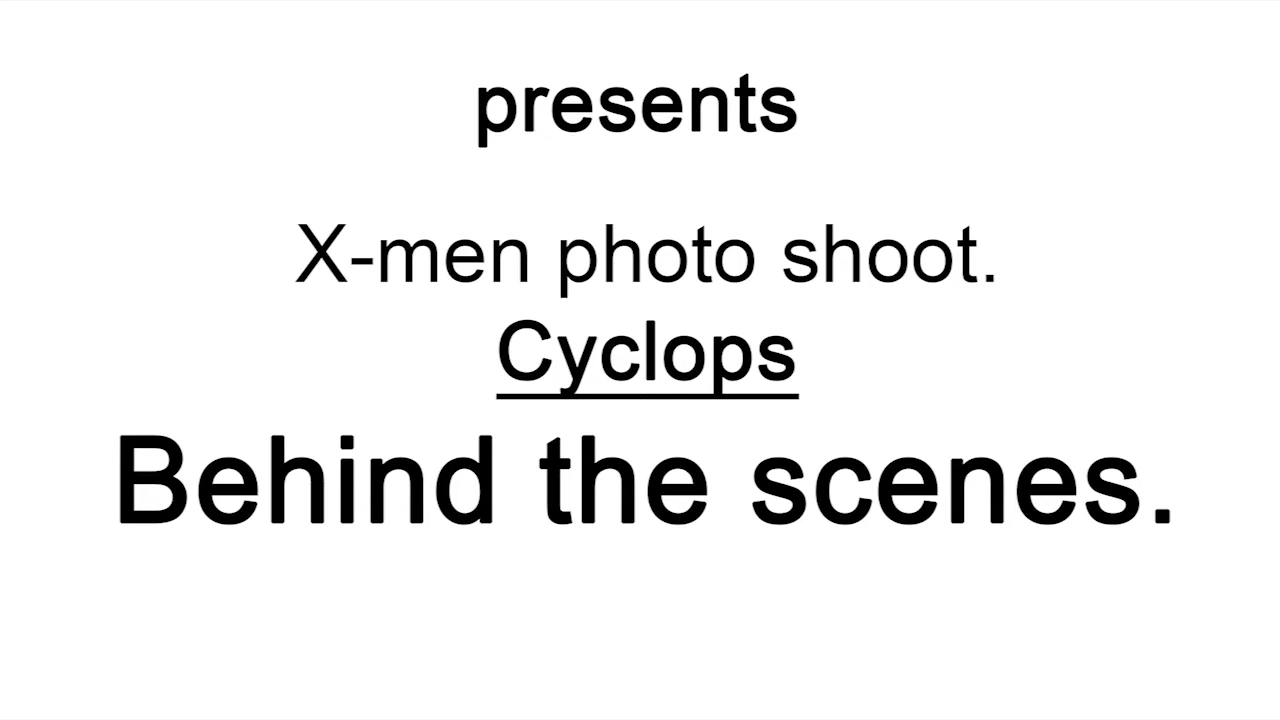 presents
X-men photo shoot.
Cyclops
Behind the scenes.